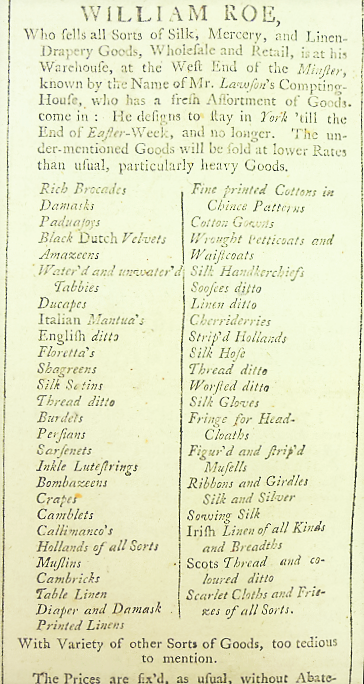 WILLIAM ROE,
Who ſells all Sorts of Silk, Mercery, and Linen-
Drapery Goods, Wholeſale and Retail, is at his
Warehouſe, at the Weſt End of the Minſter,
known by the Name of Mr. Lawſon's Compting-
Houſe, who has a freſh Aſſortment of Goods.
come in: He deſigns to ſtay in York 'till the
End of Eaſter-Week, and no longer. The un-
der-mentioned Goods will be ſold at lower Rates
than uſual, particularly heavy Goods.
Rich Brocades
Damasks
Paduaſoys
Black Dutch Velvets
Amazeens
Water'd and unwater'd
Tabbies
Ducapes
Italian Mantua's
Engliſh ditto
Floretta's
Shagreens
Silk Satins
Thread ditto
Burdets
Perſians
Sarſenets
Inkle Luteſtrings
Bombazeens
Crapes
Camblets
Callimanco's
Hollands of all Sorts
Muſlins
Cambricks
Table Linen
Diaper and Damask
Printed Linens
Fine printed Cottons in
Chince Patterns
Cotton Gowns
Wrought Petticoats and
Waiſtcoats
Silk Handkerchieſs
Sooſees ditto
Linen ditto
Cherriderries
Strip'd Hollands
Silk Hoſe
Thread ditto
Worſted ditto
Silk Gloves
Fringe for Head-
Cloaths
Figur'd and ſtrip'd
Muſells
Ribbons and Girdles
Silk and Silver
Sowing Silk
Iriſh Linen of all Kinds
and Breadths
Scots Thread and co-
loured ditto
Scarlet Cloths and Frie-
zes of all Sorts.
With Variety of other Sorts of Goods, too tedious
to mention.
The Prices are fix'd, as uſual, without Abate-